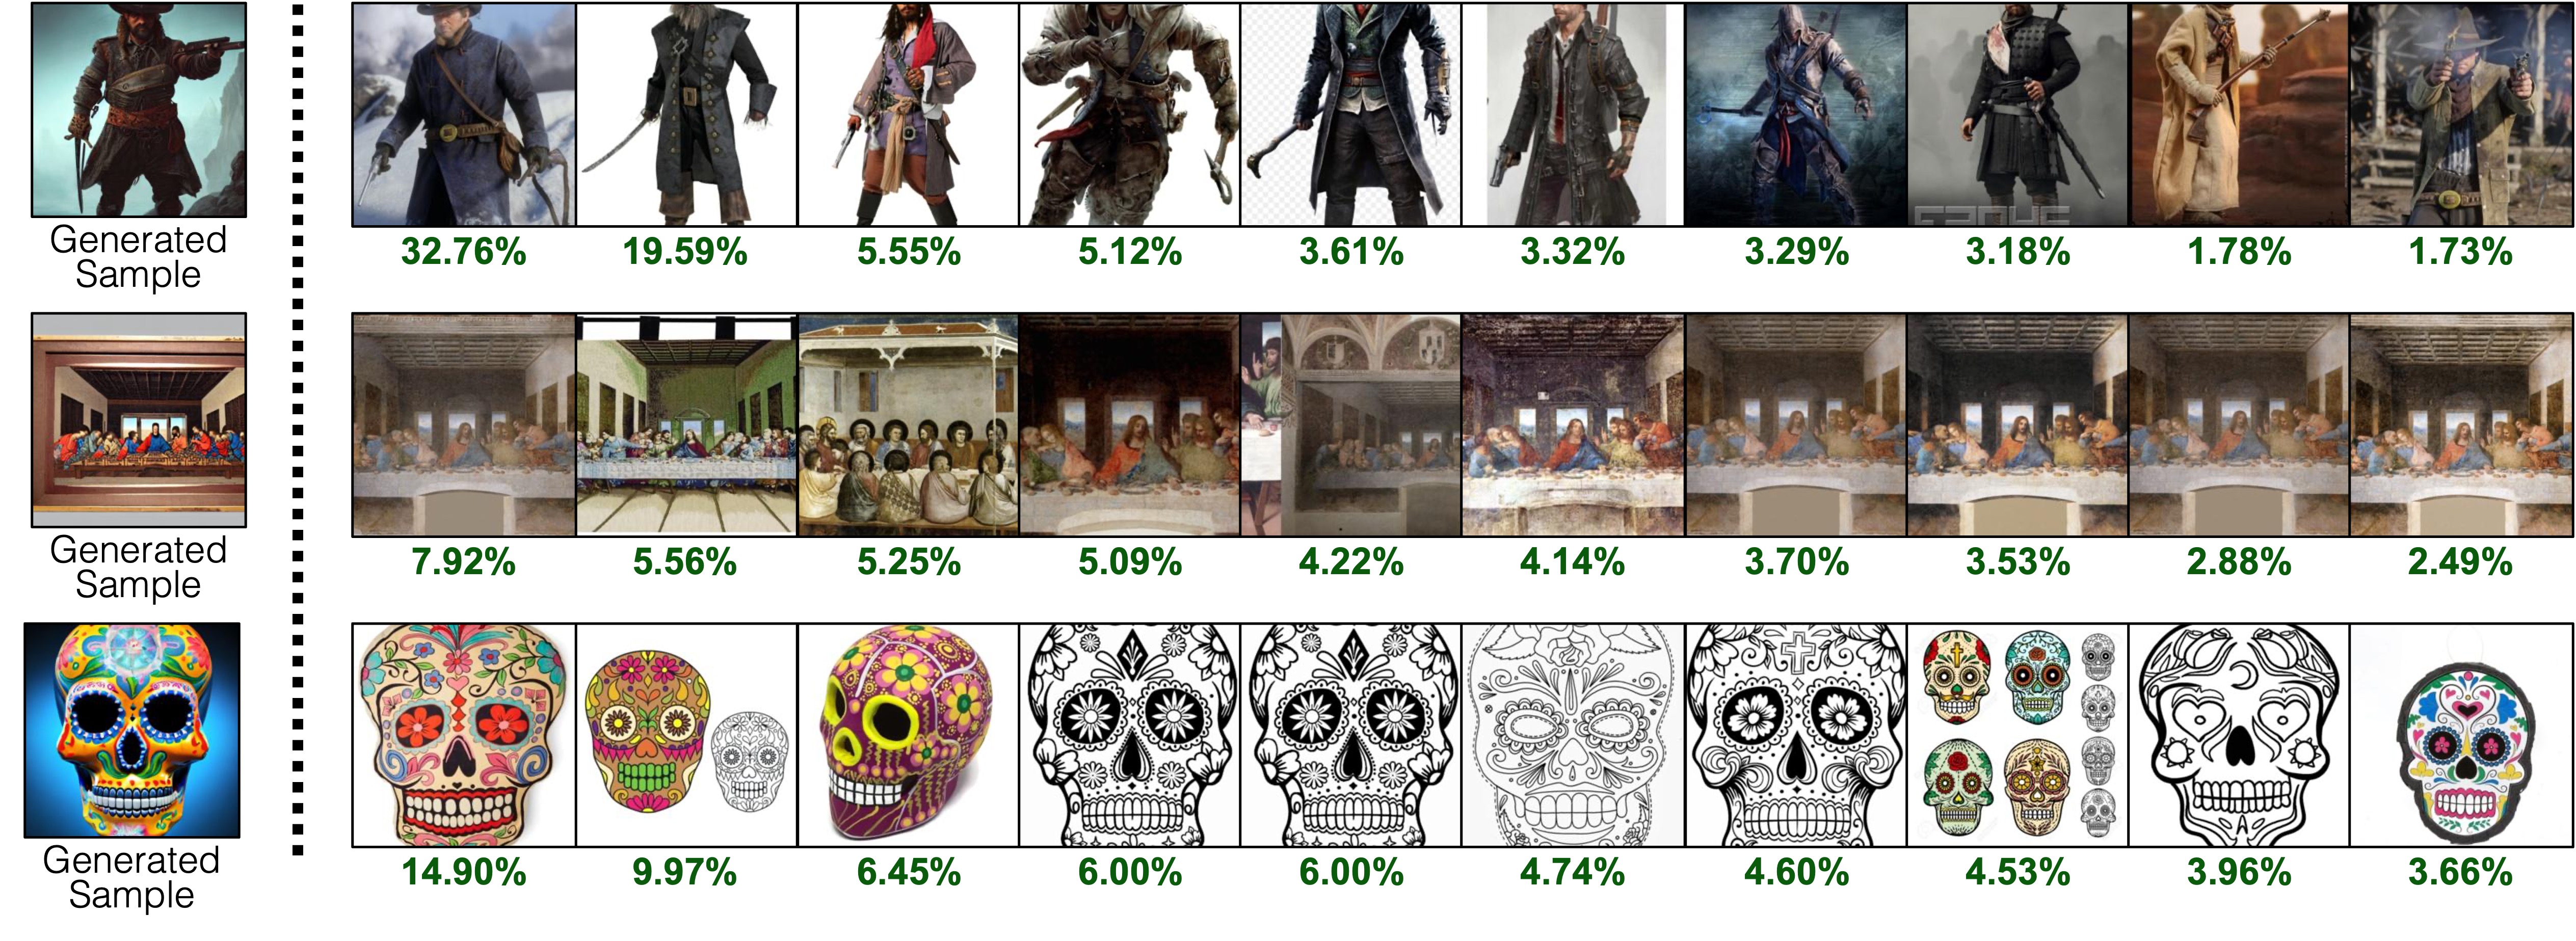 32.76% 19.59% 5.55% 5.12% 3.61% 3.32% 3.29% 3.18% 1.78% 1.73%
Generated
Sample
7.92% 5.56% 5.25% 5.09% 4.22% 4.14% 3.70% 3.53% 2.88% 2.49%
Generated
Sample
14.90% 9.97% 6.45% 6.00% 6.00% 4.74% 4.60% 4.53% 3.96% 3.66%
Generated
Sample